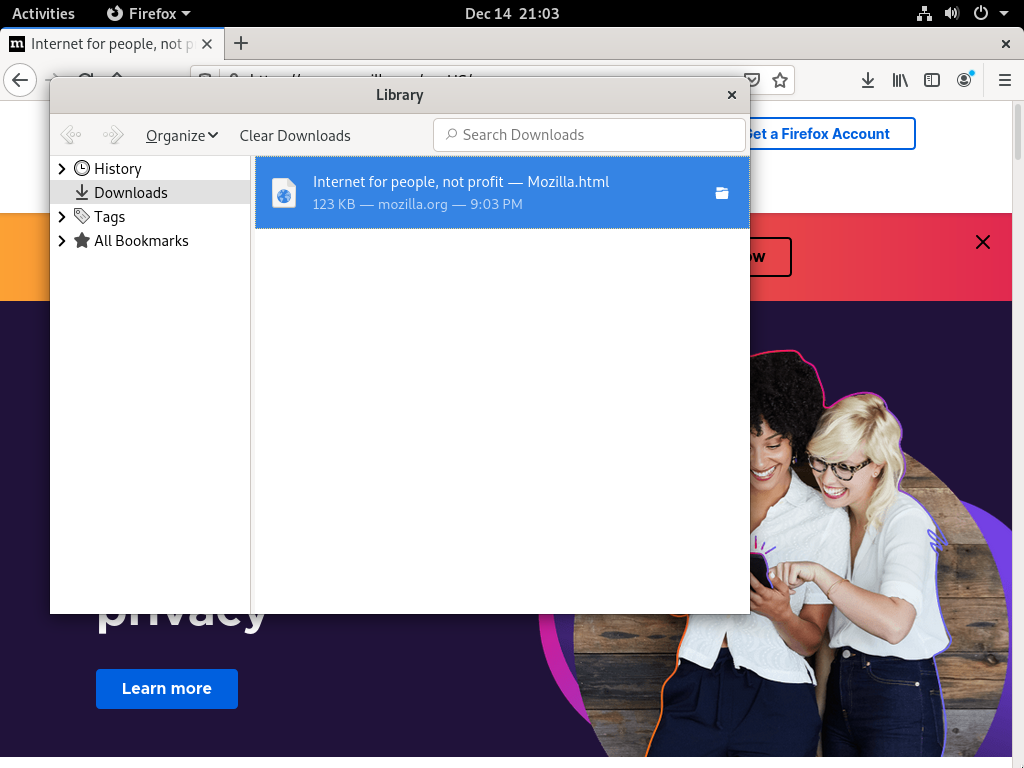 Activities
Firefox
Dec 14 21:03
Internet for people, not p
Library
Organize
Clear Downloads
Search Downloads
Get a Firefox Account
History
Downloads
Tags
All Bookmarks
Internet for people, not profit — Mozilla.html
123 KB — mozilla.org — 9:03 PM
privacy
Learn more